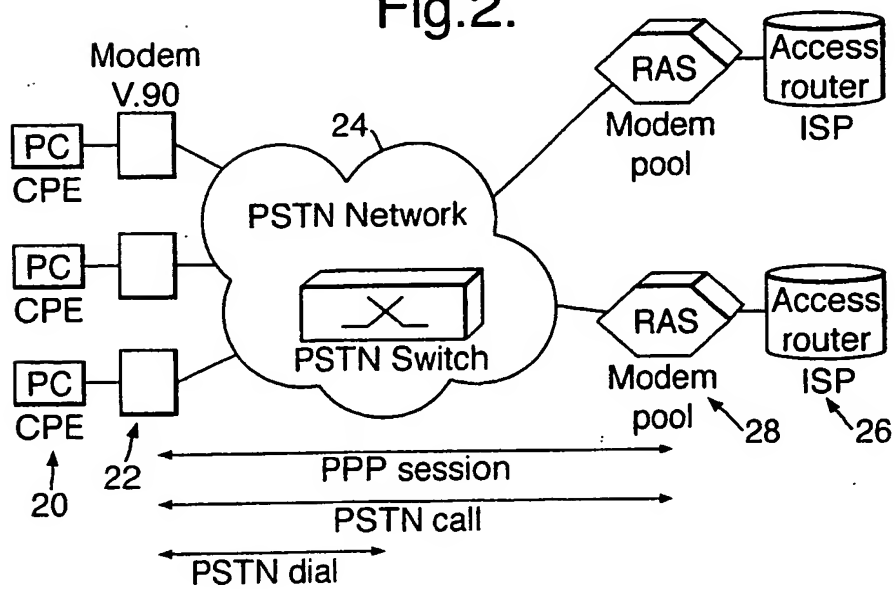 Fig.2.
Modem
V.90
24
PC
CPE
PC
CPE
PC
CPE
20
22
PSTN Network
PSTN Switch
RAS
Modem
pool
Access
router
ISP
RAS
Modem
pool
28
Access
router
ISP
26
PPP session
PSTN call
PSTN dial